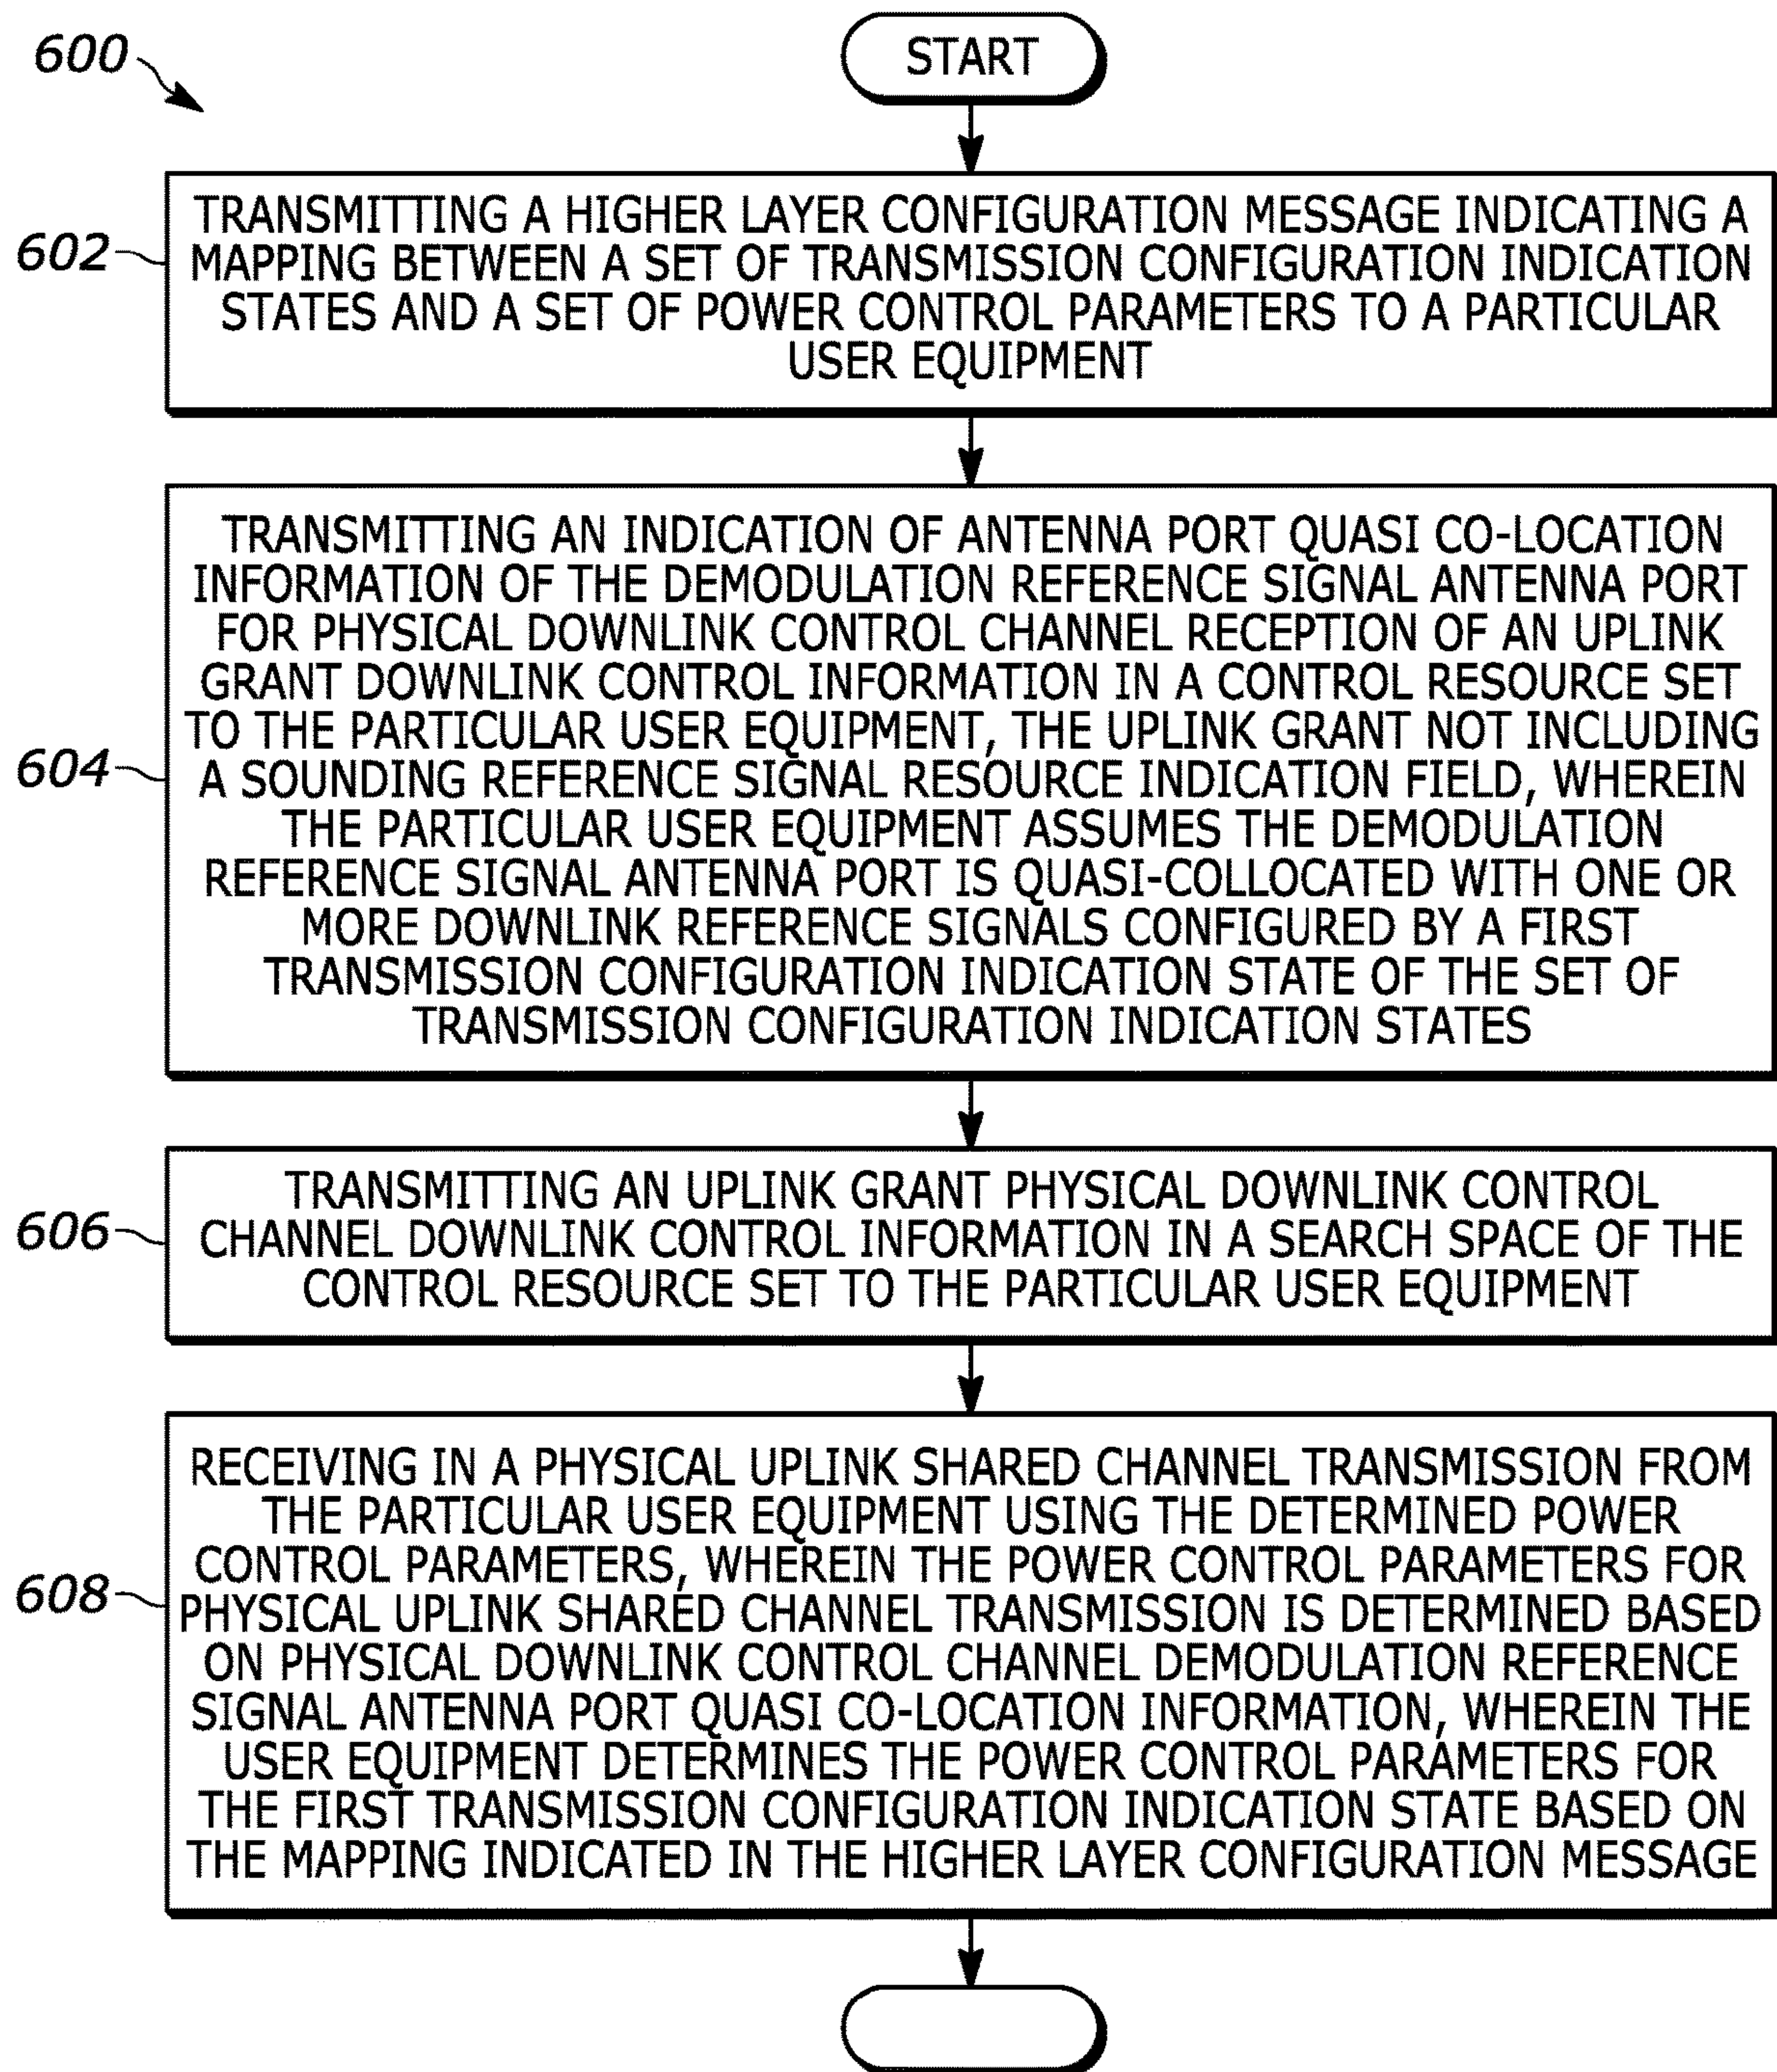 600
START
602
TRANSMITTING A HIGHER LAYER CONFIGURATION MESSAGE INDICATING A
MAPPING BETWEEN A SET OF TRANSMISSION CONFIGURATION INDICATION
STATES AND A SET OF POWER CONTROL PARAMETERS TO A PARTICULAR
USER EQUIPMENT
604
TRANSMITTING AN INDICATION OF ANTENNA PORT QUASI CO-LOCATION
INFORMATION OF THE DEMODULATION REFERENCE SIGNAL ANTENNA PORT
FOR PHYSICAL DOWNLINK CONTROL CHANNEL RECEPTION OF AN UPLINK
GRANT DOWNLINK CONTROL INFORMATION IN A CONTROL RESOURCE SET
TO THE PARTICULAR USER EQUIPMENT, THE UPLINK GRANT NOT INCLUDING
A SOUNDING REFERENCE SIGNAL RESOURCE INDICATION FIELD, WHEREIN
THE PARTICULAR USER EQUIPMENT ASSUMES THE DEMODULATION
REFERENCE SIGNAL ANTENNA PORT IS QUASI-COLLOCATED WITH ONE OR
MORE DOWNLINK REFERENCE SIGNALS CONFIGURED BY A FIRST
TRANSMISSION CONFIGURATION INDICATION STATE OF THE SET OF
TRANSMISSION CONFIGURATION INDICATION STATES
606
TRANSMITTING AN UPLINK GRANT PHYSICAL DOWNLINK CONTROL
CHANNEL DOWNLINK CONTROL INFORMATION IN A SEARCH SPACE OF THE
CONTROL RESOURCE SET TO THE PARTICULAR USER EQUIPMENT
608
RECEIVING IN A PHYSICAL UPLINK SHARED CHANNEL TRANSMISSION FROM
THE PARTICULAR USER EQUIPMENT USING THE DETERMINED POWER
CONTROL PARAMETERS, WHEREIN THE POWER CONTROL PARAMETERS FOR
PHYSICAL UPLINK SHARED CHANNEL TRANSMISSION IS DETERMINED BASED
ON PHYSICAL DOWNLINK CONTROL CHANNEL DEMODULATION REFERENCE
SIGNAL ANTENNA PORT QUASI CO-LOCATION INFORMATION, WHEREIN THE
USER EQUIPMENT DETERMINES THE POWER CONTROL PARAMETERS FOR
THE FIRST TRANSMISSION CONFIGURATION INDICATION STATE BASED ON
THE MAPPING INDICATED IN THE HIGHER LAYER CONFIGURATION MESSAGE